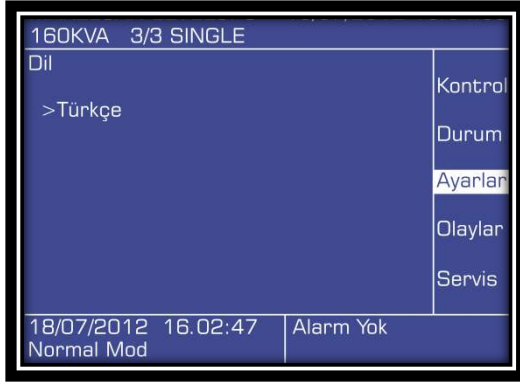 160KVA 3/3 SINGLE
Dil
>Türkçe
Kontrol
Durum
Ayarlar
Olaylar
Servis
18/07/2012 16.02:47
Normal Mod
Alarm Yok